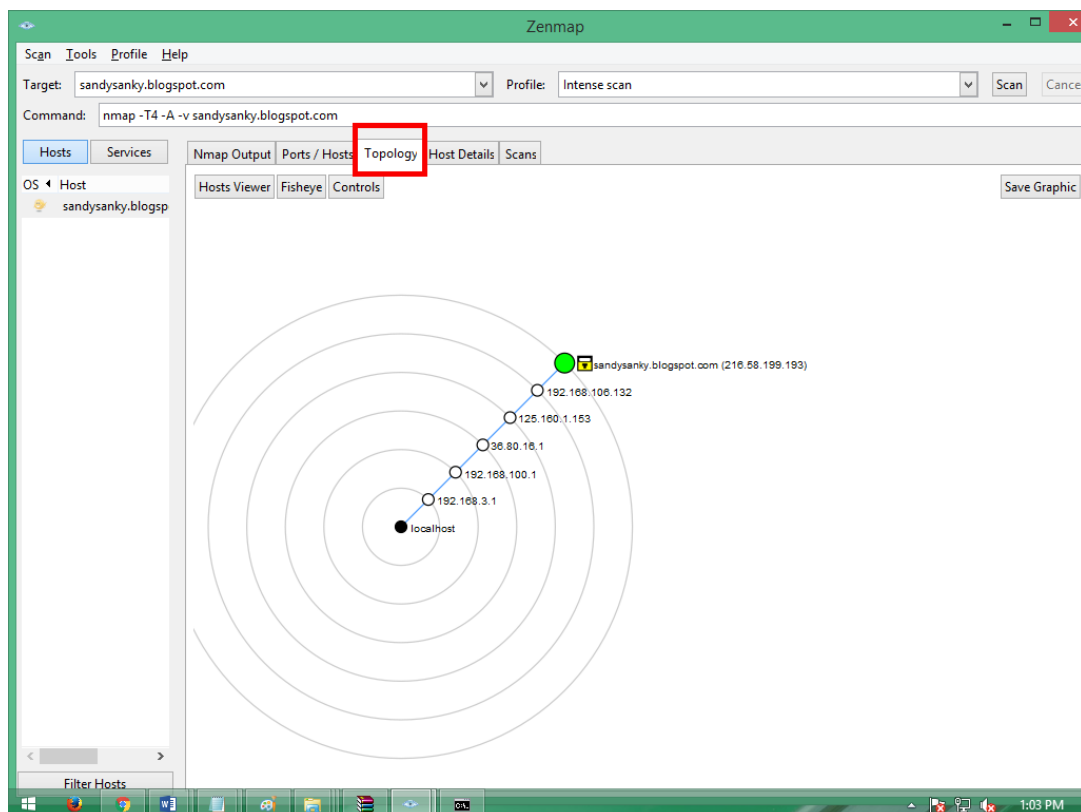 Zenmap
Scan Tools Profile Help
Target: sandysanky.blogspot.com Profile: Intense scan Scan Cance
Command: nmap -T4 -A -v sandysanky.blogspot.com
Hosts Services Nmap Output Ports / Hosts Topology Host Details Scans
OS Host Hosts Viewer Fisheye Controls Save Graphic
sandysanky.blogsp
sandysanky.blogspot.com (216.58.199.193)
192.168.106.132
125.160.1.153
36.80.16.1
192.168.100.1
192.168.3.1
localhost
Filter Hosts
1:03 PM